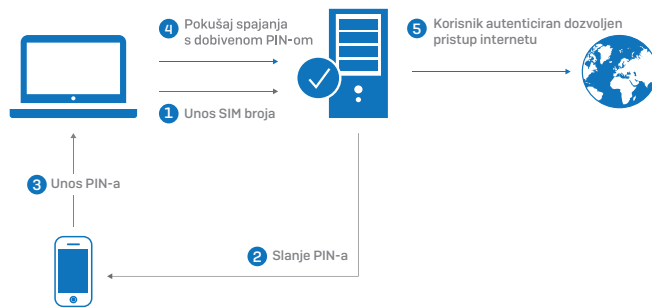 4 Pokušaj spajanja
s dobivenom PIN-om
5 Korisnik autenticiran dozvoljen
pristup internetu
1 Unos SIM broja
3 Unos PIN-a
2 Slanje PIN-a